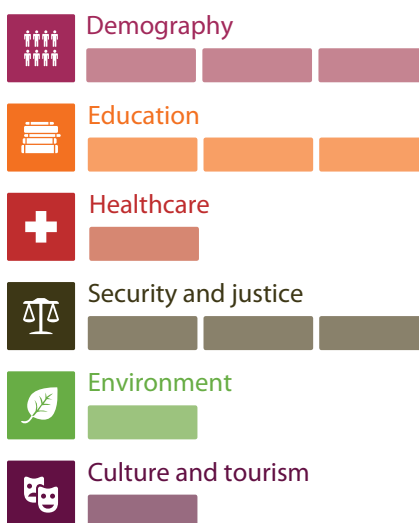 Demography
Education
Healthcare
Security and justice
Environment
Culture and tourism